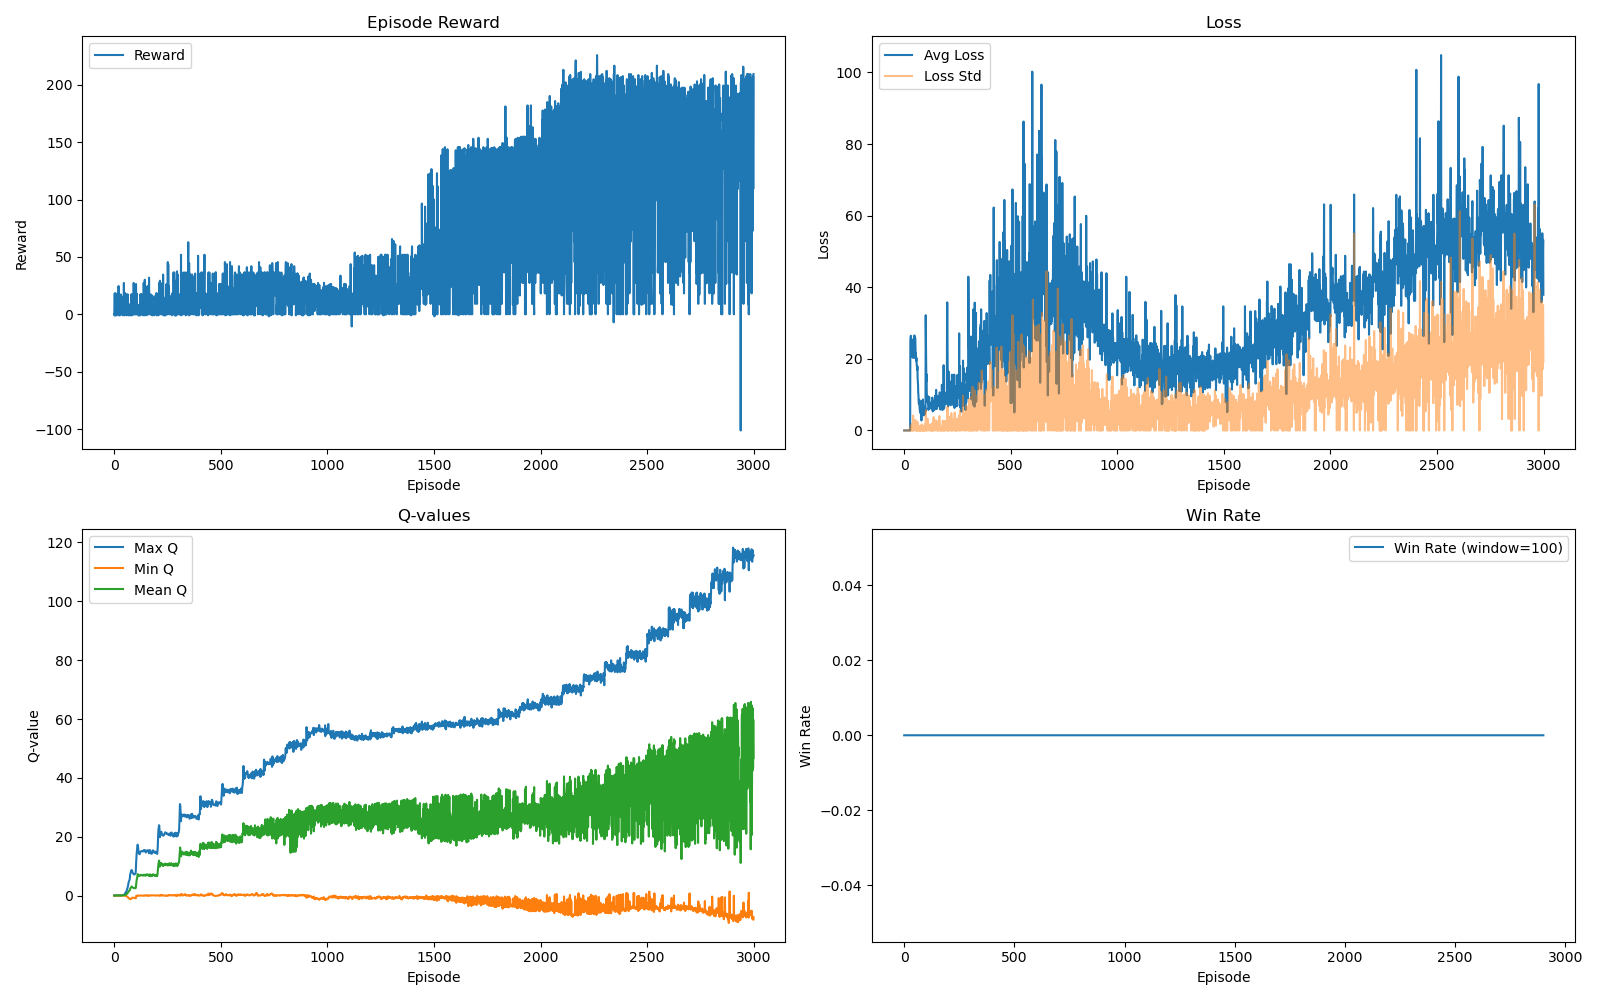 Episode Reward
Reward
200
150
100
50
0
−50
−100
Reward
0 500 1000 1500 2000 2500 3000
Episode
Loss
Avg Loss
Loss Std
100
80
60
40
20
0
Loss
0 500 1000 1500 2000 2500 3000
Episode
Q-values
Max Q
Min Q
Mean Q
120
100
80
60
40
20
0
Q-value
0 500 1000 1500 2000 2500 3000
Episode
Win Rate
Win Rate (window=100)
0.04
0.02
0.00
−0.02
−0.04
Win Rate
0 500 1000 1500 2000 2500 3000
Episode